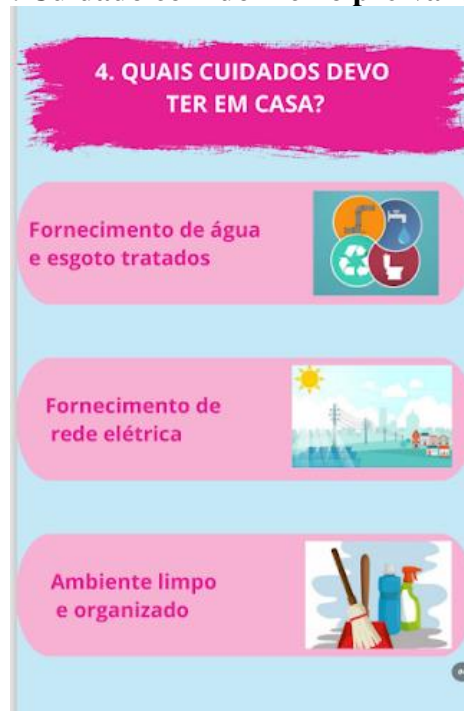 4. QUAIS CUIDADOS DEVO
TER EM CASA?
Fornecimento de água
e esgoto tratados
Fornecimento de
rede elétrica
Ambiente limpo
e organizado